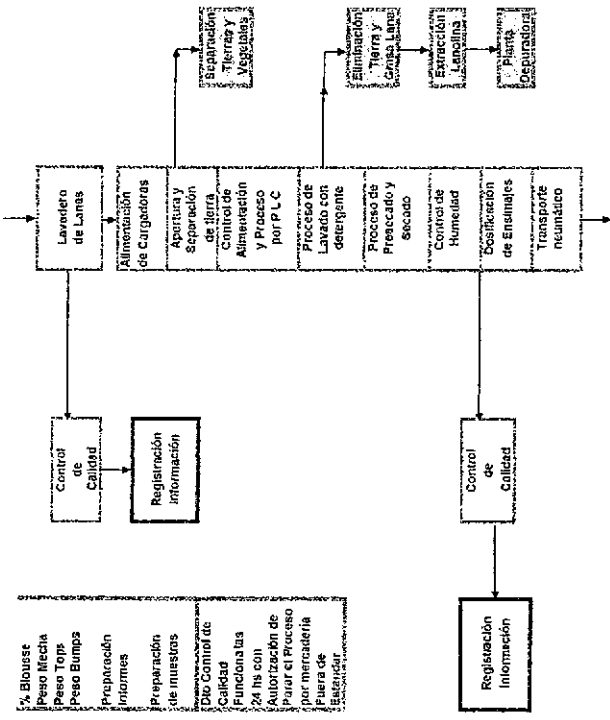 Lavadero
de Lanas
Alimentación
de Cargadoras
Apertura y
Separación
de tierra
Control de
Alimentación
y Proceso
por P L C
Proceso de
Lavado con
detergente
Proceso de
Presecado y
secado
Control de
Humedad
Dosificación
de Ensimajes
Transporte
neumático
Separación
Tierras y
Vegetales
Eliminación
Tierra y
Grasa Lana
Extracción
Lanolina
Planta
Depuradora
Control
de
Calidad
Registración
Información
Control
de
Calidad
Registración
Información
% Blousse
Peso Mecha
Peso Tops
Peso Bumps
Preparación
Informes
Preparación
de muestras
Dto Control de
Calidad
Funciona las
24 hs con
Autorización de
Parar el Proceso
por mercadería
Fuera de
Estándar